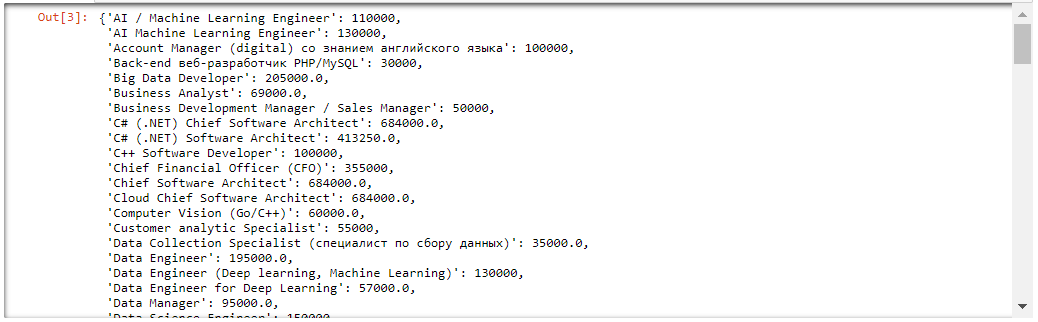 Out[3]: {'AI / Machine Learning Engineer': 110000,
'AI Machine Learning Engineer': 130000,
'Account Manager (digital) со знанием английского языка': 100000,
'Back-end веб-разработчик PHP/MySQL': 30000,
'Big Data Developer': 205000.0,
'Business Analyst': 69000.0,
'Business Development Manager / Sales Manager': 50000,
'C# (.NET) Chief Software Architect': 684000.0,
'C# (.NET) Software Architect': 413250.0,
'C++ Software Developer': 100000,
'Chief Financial Officer (CFO)': 355000,
'Chief Software Architect': 684000.0,
'Cloud Chief Software Architect': 684000.0,
'Computer Vision (Go/C++)': 60000.0,
'Customer analytic Specialist': 55000,
'Data Collection Specialist (специалист по сбору данных)': 35000.0,
'Data Engineer': 195000.0,
'Data Engineer (Deep learning, Machine Learning)': 130000,
'Data Engineer for Deep Learning': 57000.0,
'Data Manager': 95000.0,
'Data Science Engineer': 150000